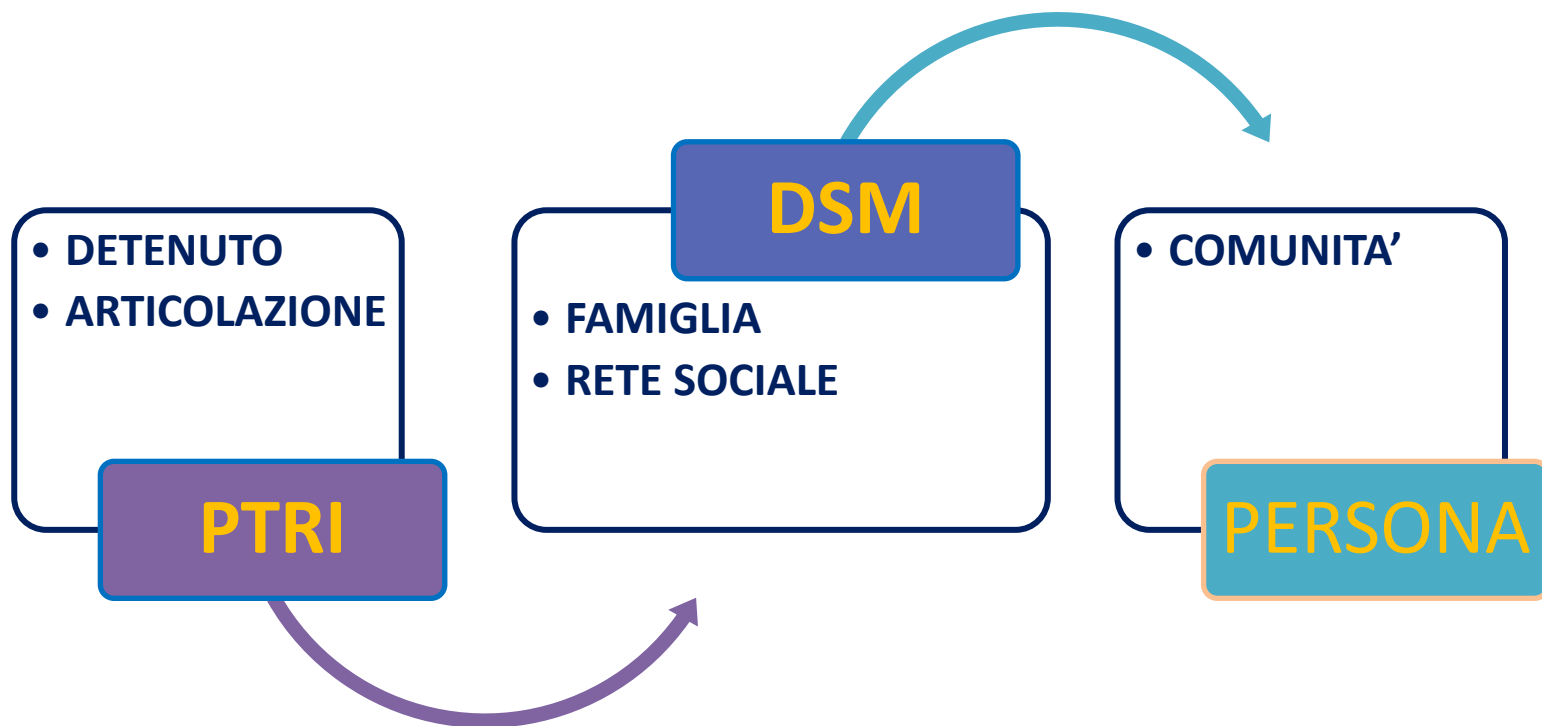 • DETENUTO
• ARTICOLAZIONE
PTRI
DSM
• FAMIGLIA
• RETE SOCIALE
• COMUNITA’
PERSONA